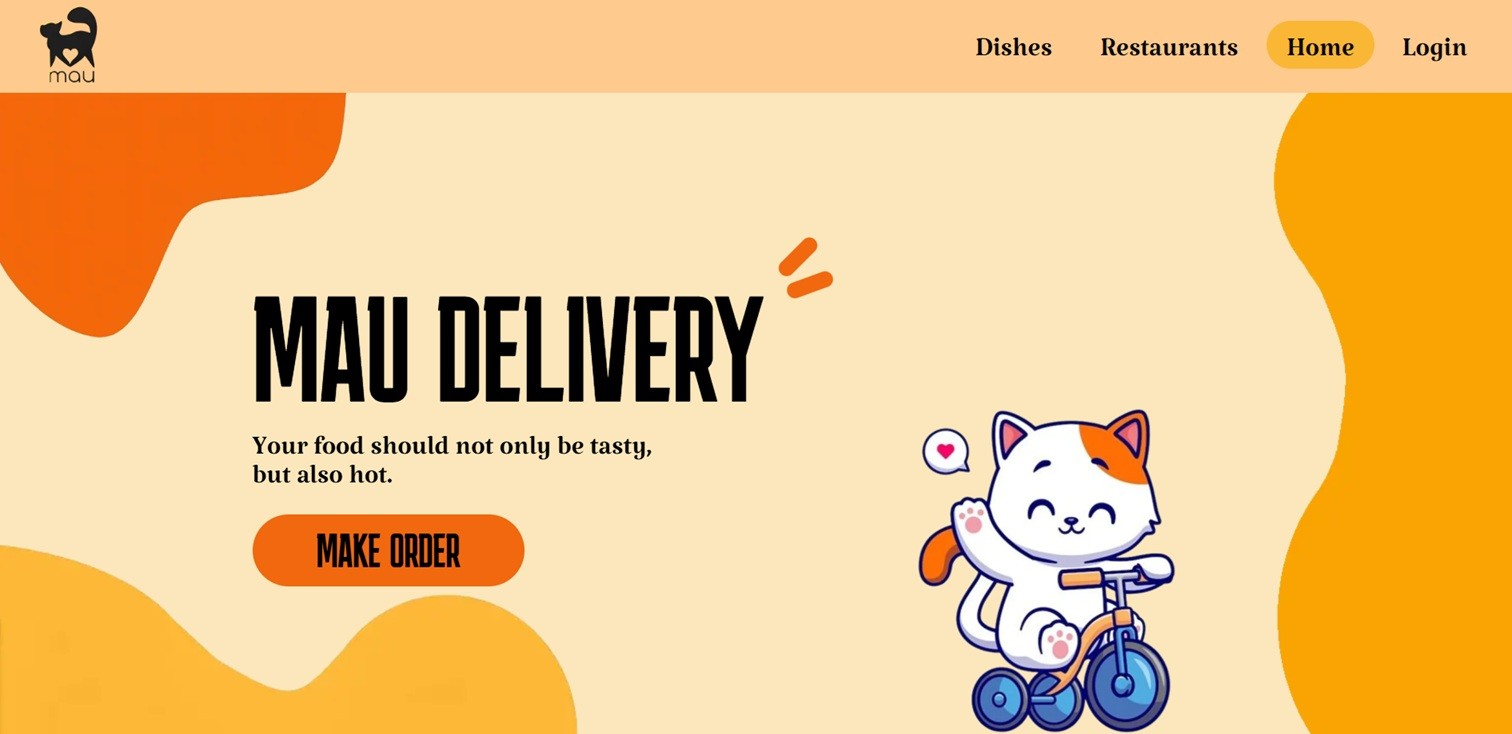 mau
Dishes Restaurants Home Login
MAU DELIVERY
Your food should not only be tasty,
but also hot.
MAKE ORDER